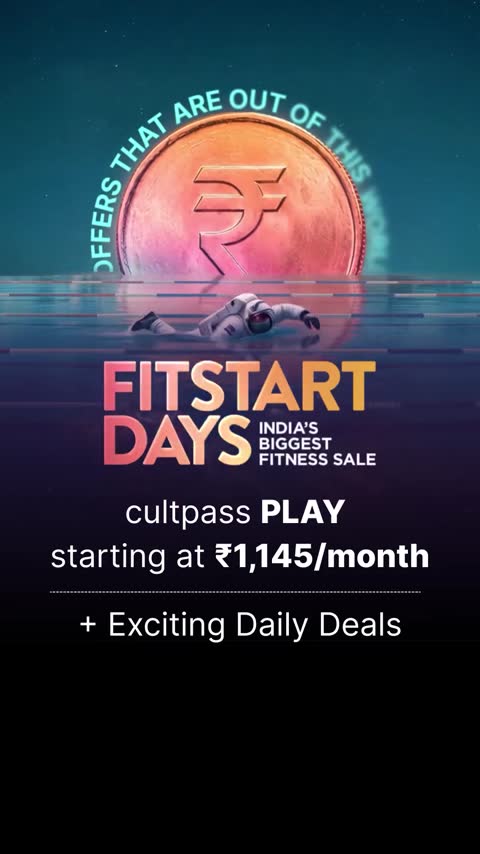 OFFERS THAT ARE OUT OF THIS WORLD
₹
FITSTART
DAYS
INDIA'S
BIGGEST
FITNESS SALE
cultpass PLAY
starting at ₹1,145/month
+ Exciting Daily Deals